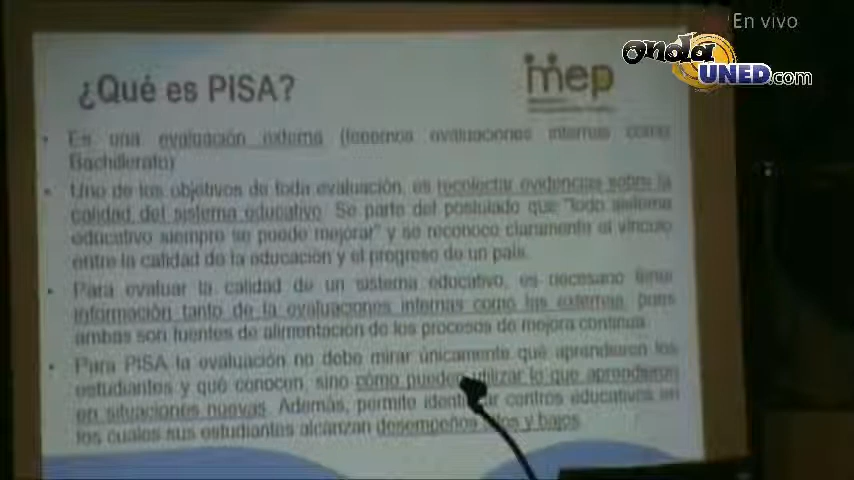 En vivo
onda
UNED.com
¿Qué es PISA?
mep
• Es una evaluación externa (tenemos evaluaciones internas como
Bachillerato)
• Uno de los objetivos de toda evaluación, es recolectar evidencias sobre la
calidad del sistema educativo. Se parte del postulado que "todo sistema
educativo siempre se puede mejorar" y se reconoce claramente el vínculo
entre la calidad de la educación y el progreso de un país.
• Para evaluar la calidad de un sistema educativo, es necesario tener
información tanto de la evaluaciones internas como las externas, pues
ambas son fuentes de alimentación de los procesos de mejora continua.
• Para PISA la evaluación no debe mirar únicamente qué aprendieron los
estudiantes y qué conocen, sino cómo pueden utilizar lo que aprendieron
en situaciones nuevas. Además, permite identificar centros educativos en
los cuales sus estudiantes alcanzan desempeños altos y bajos.